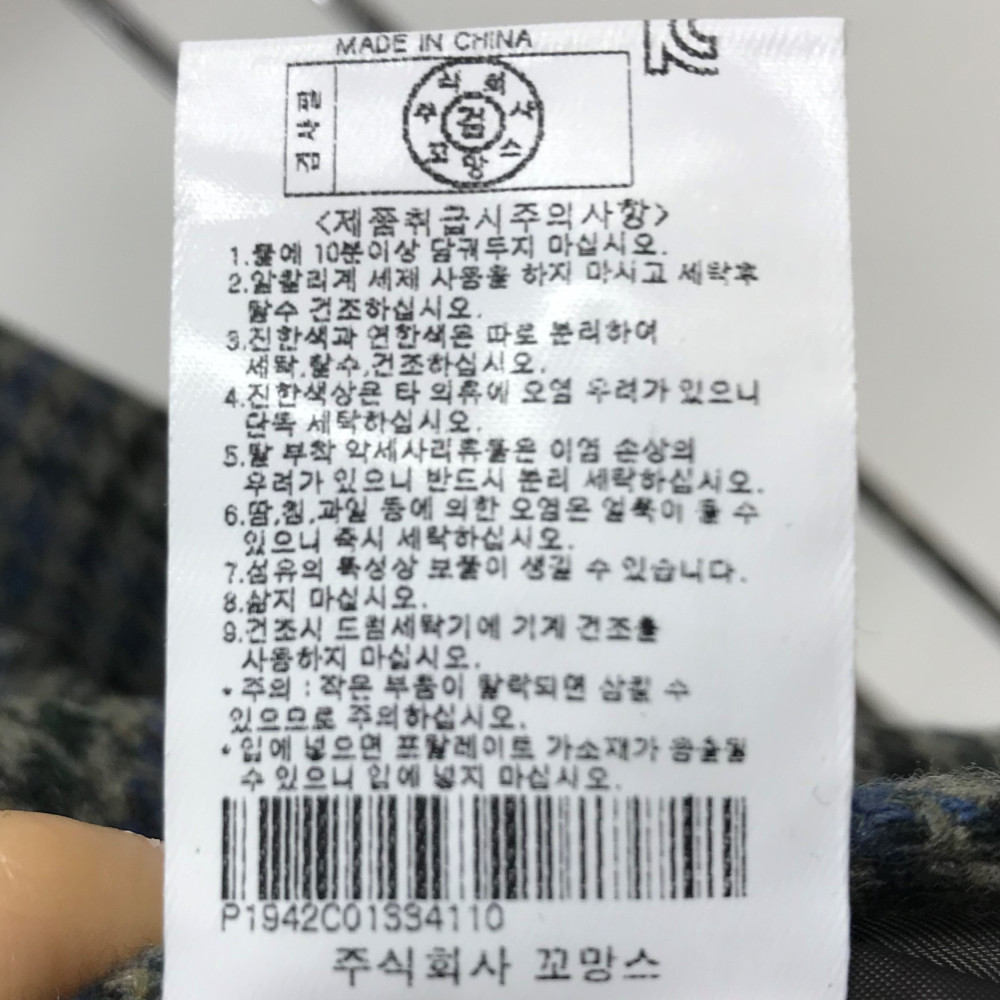 MADE IN CHINA
검사필
주식회사 꼬망스
검
<제품취급시주의사항>
1.물에 10분이상 담궈두지 마십시오.
2.알칼리계 세제 사용을 하지 마시고 세탁후
탈수 건조하십시오.
3.진한색과 연한색은 따로 분리하여
세탁,탈수,건조하십시오.
4.진한색상은 타 의류에 오염 우려가 있으니
단독 세탁하십시오.
5.탈 부착 악세사리류들은 이염 손상의
우려가 있으니 반드시 분리 세탁하십시오.
6.땀,침,과일 등에 의한 오염은 얼룩이 될 수
있으니 즉시 세탁하십시오.
7.섬유의 특성상 보풀이 생길 수 있습니다.
8.삶지 마십시오.
9.건조시 드럼세탁기에 기계 건조를
사용하지 마십시오.
*주의 : 작은 부품이 탈락되면 삼킬 수
있으므로 주의하십시오.
*입에 넣으면 프탈레이트 가소재가 용출될
수 있으니 입에 넣지 마십시오.
P1942C01334110
주식회사 꼬망스